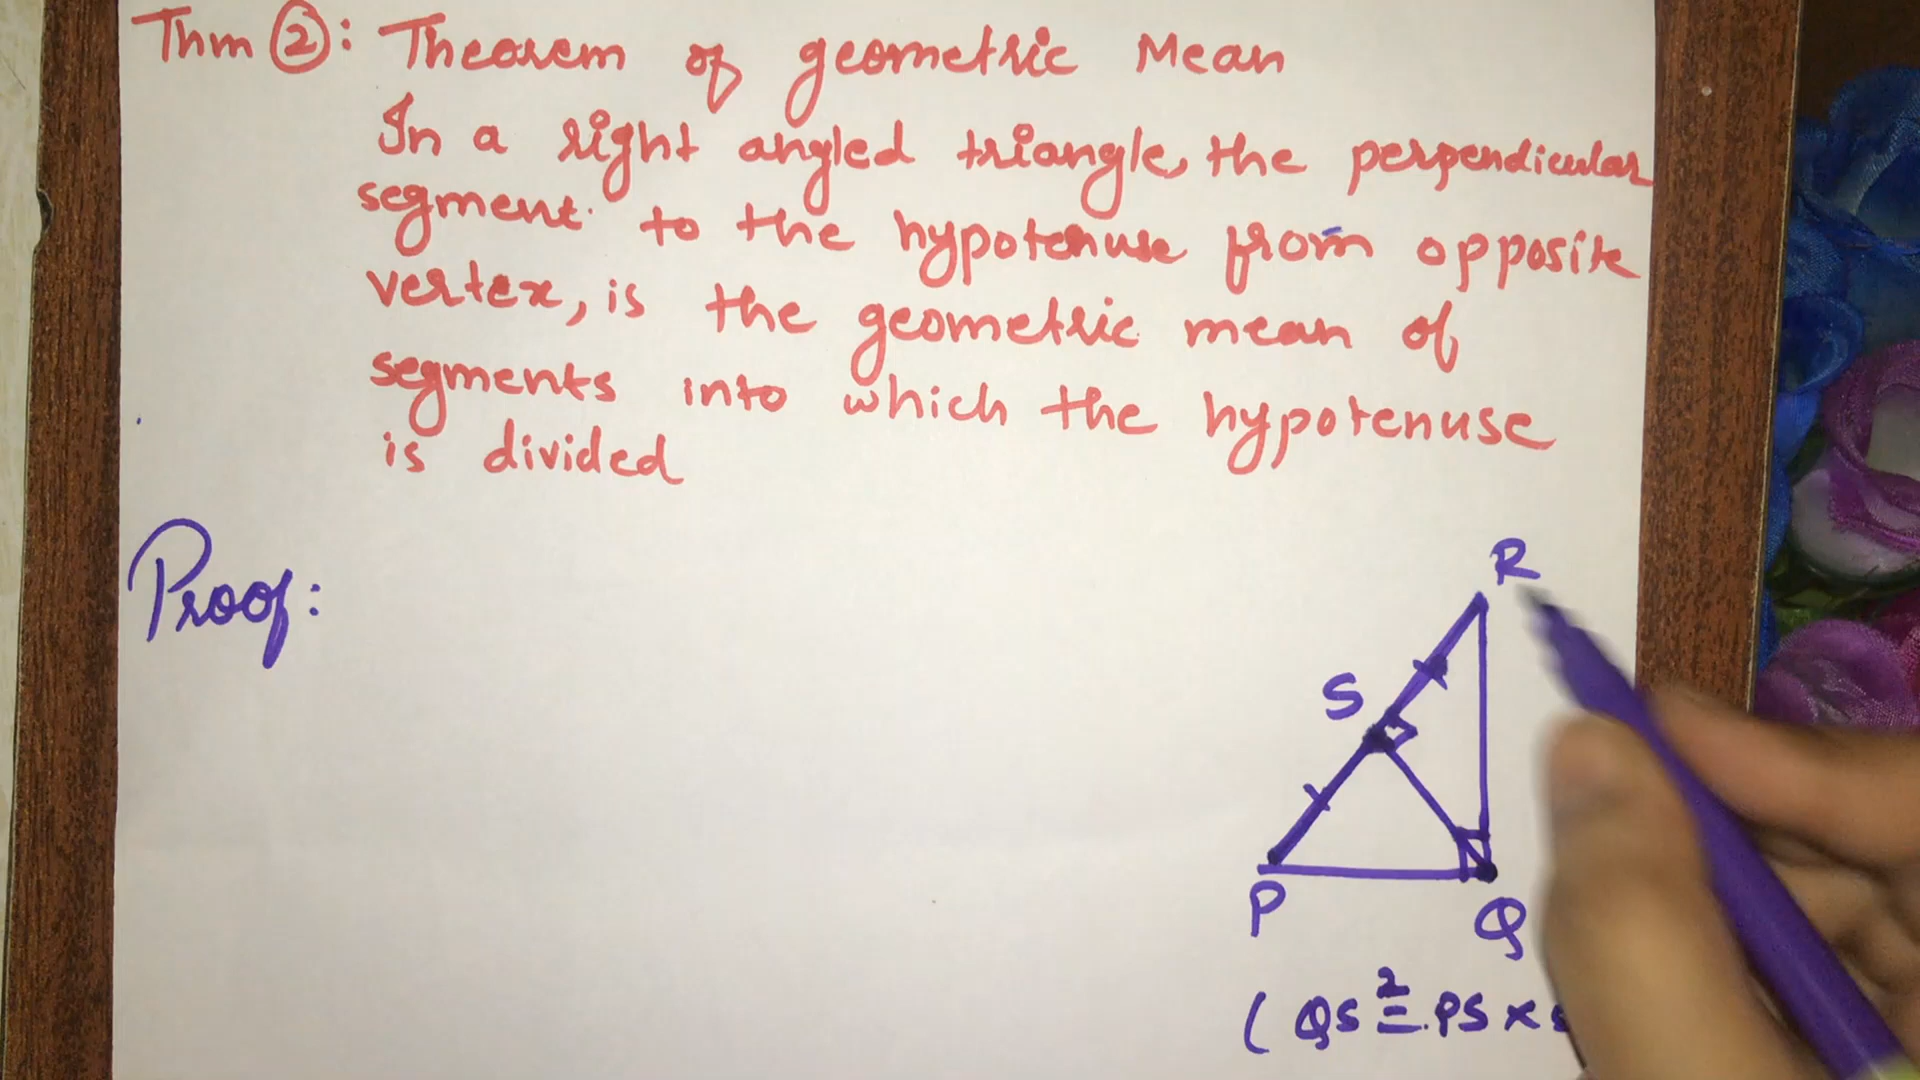 Thm ②: Theorem of geometric Mean
In a right angled triangle, the perpendicular
segment to the hypotenuse from opposite
vertex, is the geometric mean of
segments into which the hypotenuse
is divided
Proof:
R
S
P
Q
( QS² = PS ×